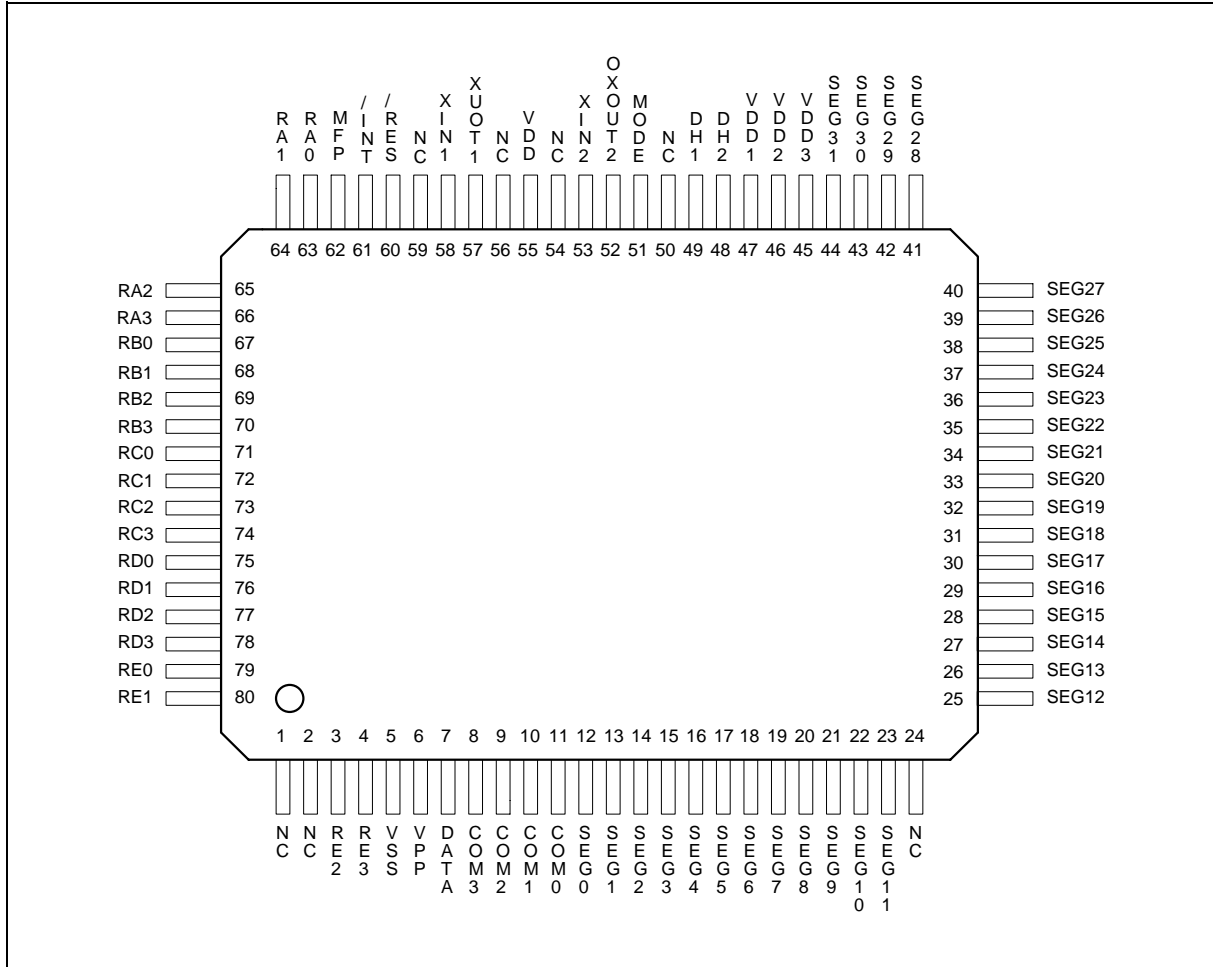 RA1 RA0 MFP /INT /RES NC XIN1 XUOT1 NC VDD NC XIN2 OXOUT2 MODE NC DH1 DH2 VDD1 VDD2 VDD3 SEG31 SEG30 SEG29 SEG28
64 63 62 61 60 59 58 57 56 55 54 53 52 51 50 49 48 47 46 45 44 43 42 41
RA2 65 40 SEG27
RA3 66 39 SEG26
RB0 67 38 SEG25
RB1 68 37 SEG24
RB2 69 36 SEG23
RB3 70 35 SEG22
RC0 71 34 SEG21
RC1 72 33 SEG20
RC2 73 32 SEG19
RC3 74 31 SEG18
RD0 75 30 SEG17
RD1 76 29 SEG16
RD2 77 28 SEG15
RD3 78 27 SEG14
RE0 79 26 SEG13
RE1 80 25 SEG12
1 2 3 4 5 6 7 8 9 10 11 12 13 14 15 16 17 18 19 20 21 22 23 24
NC NC RE2 RE3 VSS VPP DATA COM3 COM2 COM1 COM0 SEG0 SEG1 SEG2 SEG3 SEG4 SEG5 SEG6 SEG7 SEG8 SEG9 SEG10 SEG11 NC